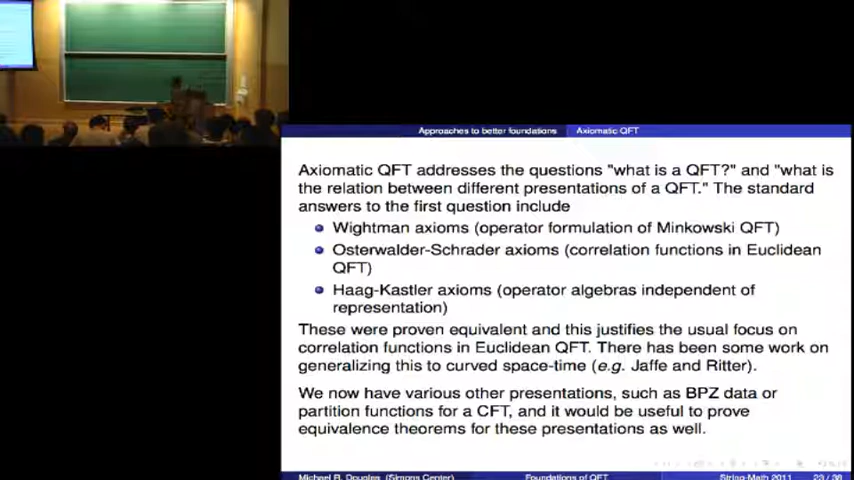 Approaches to better foundations Axiomatic QFT
Axiomatic QFT addresses the questions "what is a QFT?" and "what is
the relation between different presentations of a QFT." The standard
answers to the first question include
Wightman axioms (operator formulation of Minkowski QFT)
Osterwalder-Schrader axioms (correlation functions in Euclidean
QFT)
Haag-Kastler axioms (operator algebras independent of
representation)
These were proven equivalent and this justifies the usual focus on
correlation functions in Euclidean QFT. There has been some work on
generalizing this to curved space-time (e.g. Jaffe and Ritter).
We now have various other presentations, such as BPZ data or
partition functions for a CFT, and it would be useful to prove
equivalence theorems for these presentations as well.
Michael R. Douglas (Simons Center) Foundations of QFT String-Math 2011 23 / 36